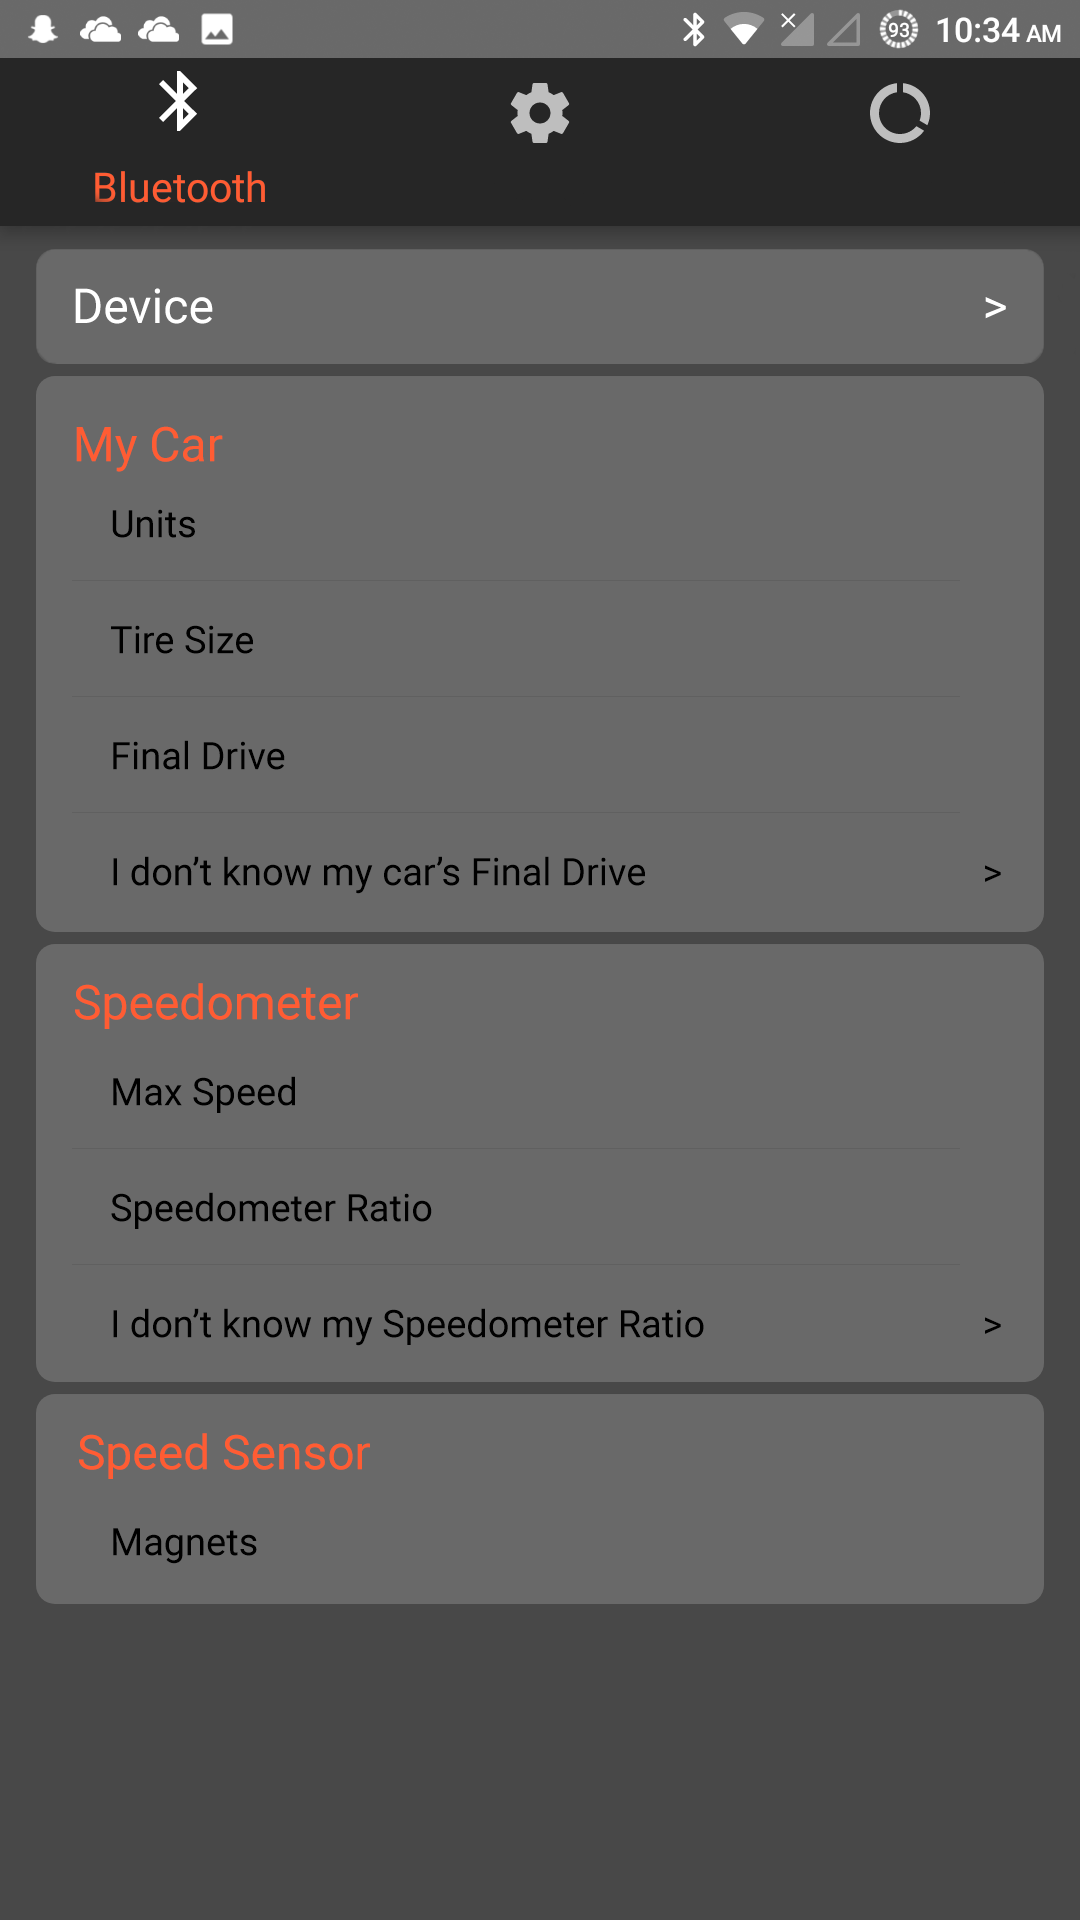 93 10:34 AM
Bluetooth
Device >
My Car
Units
Tire Size
Final Drive
I don’t know my car’s Final Drive >
Speedometer
Max Speed
Speedometer Ratio
I don’t know my Speedometer Ratio >
Speed Sensor
Magnets